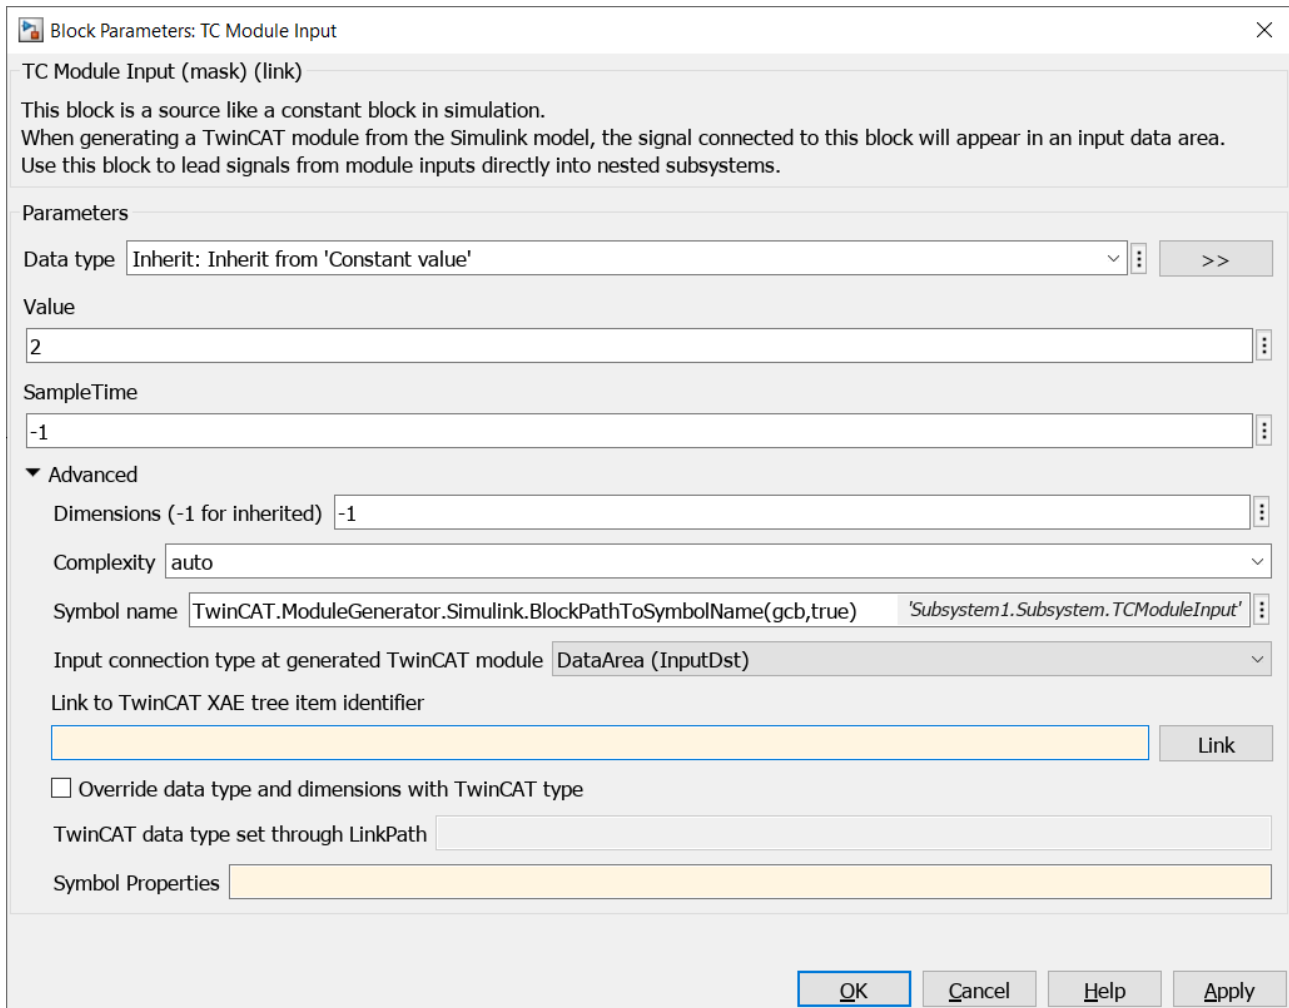 Block Parameters: TC Module Input
TC Module Input (mask) (link)
This block is a source like a constant block in simulation.
When generating a TwinCAT module from the Simulink model, the signal connected to this block will appear in an input data area.
Use this block to lead signals from module inputs directly into nested subsystems.
Parameters
Data type Inherit: Inherit from 'Constant value' >>
Value
2
SampleTime
-1
Advanced
Dimensions (-1 for inherited) -1
Complexity auto
Symbol name TwinCAT.ModuleGenerator.Simulink.BlockPathToSymbolName(gcb,true) 'Subsystem1.Subsystem.TCModuleInput'
Input connection type at generated TwinCAT module DataArea (InputDst)
Link to TwinCAT XAE tree item identifier
Link
Override data type and dimensions with TwinCAT type
TwinCAT data type set through LinkPath
Symbol Properties
OK Cancel Help Apply